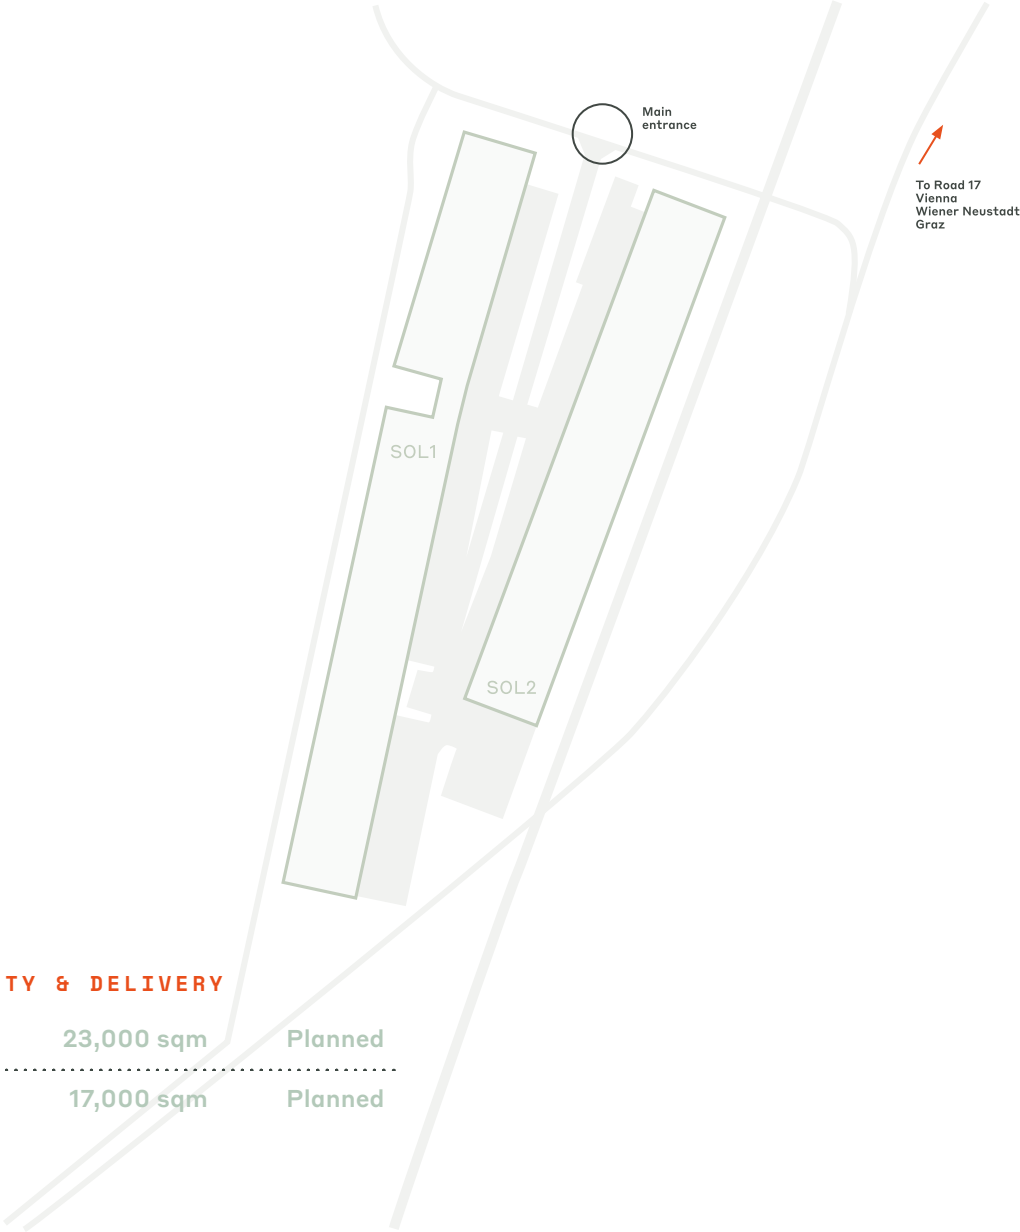 Main
entrance
To Road 17
Vienna
Wiener Neustadt
Graz
SOL1
SOL2
TY & DELIVERY
23,000 sqm Planned
17,000 sqm Planned